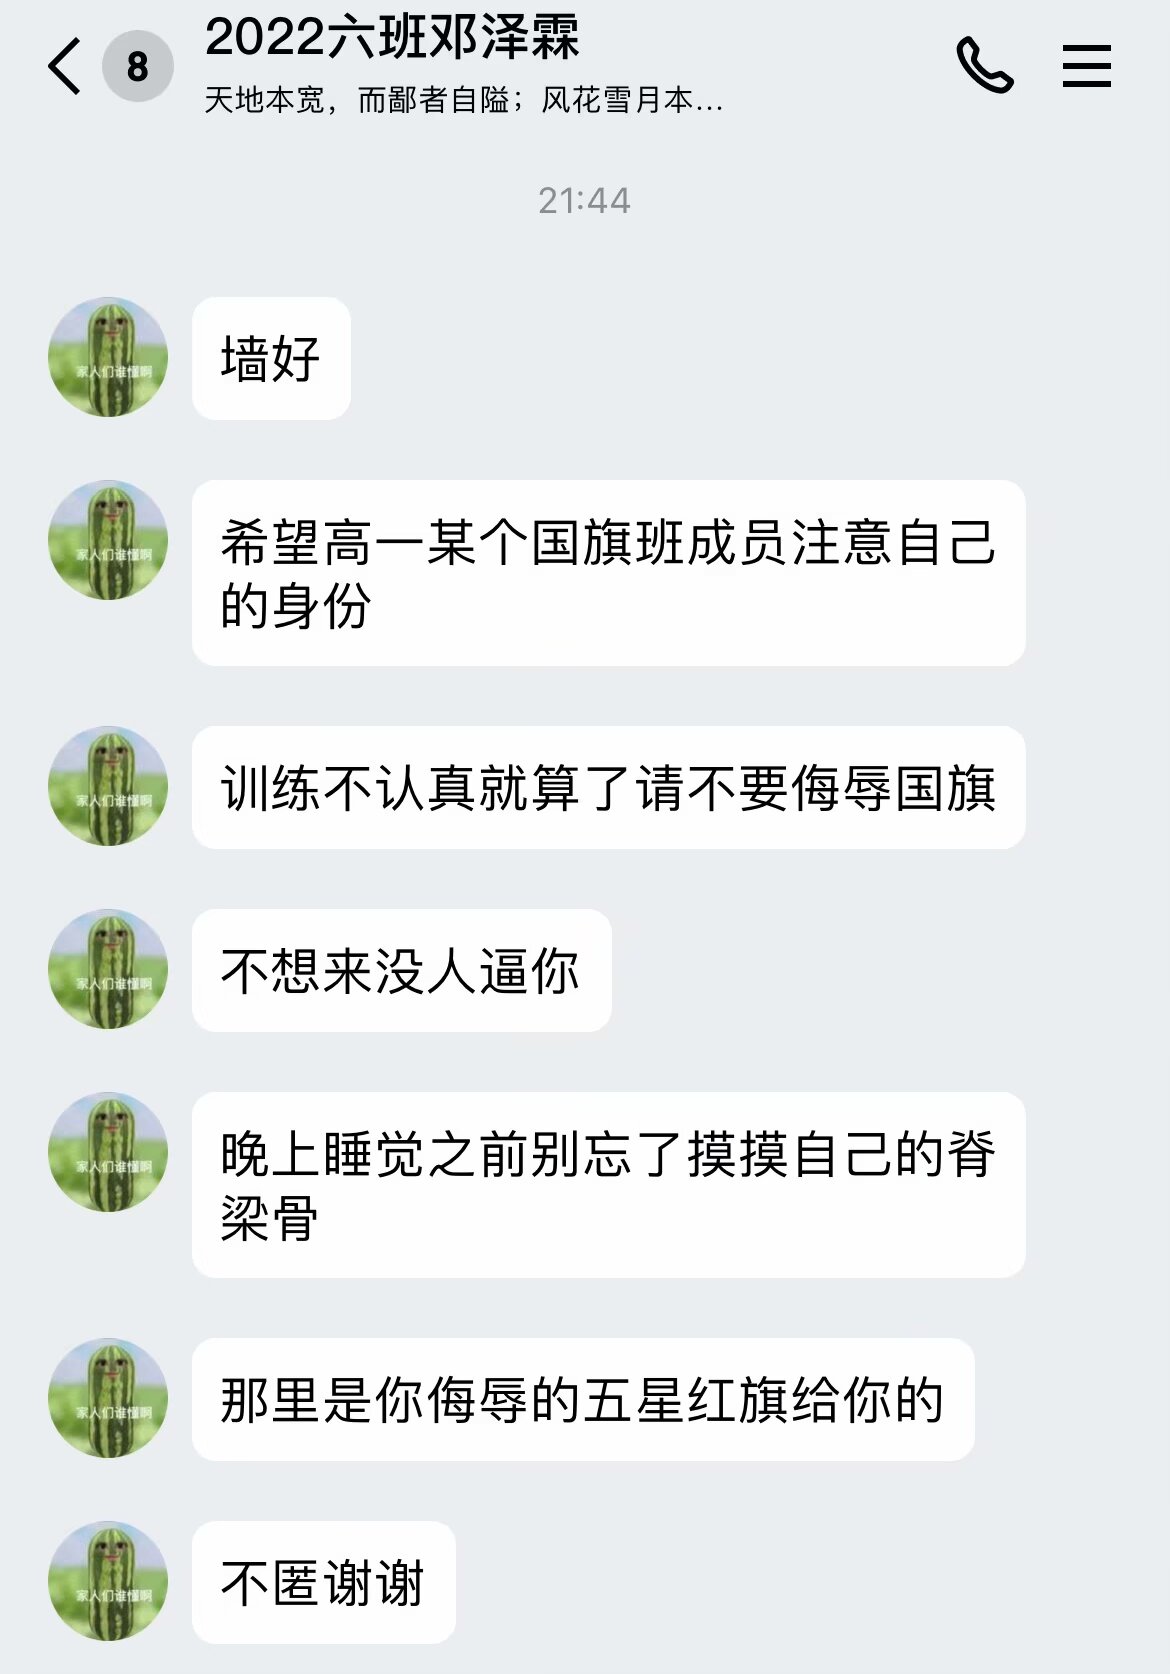 8
2022六班邓泽霖
天地本宽，而鄙者自隘；风花雪月本...
21:44
家人们谁懂啊
墙好
家人们谁懂啊
希望高一某个国旗班成员注意自己
的身份
家人们谁懂啊
训练不认真就算了请不要侮辱国旗
家人们谁懂啊
不想来没人逼你
家人们谁懂啊
晚上睡觉之前别忘了摸摸自己的脊
梁骨
家人们谁懂啊
那里是你侮辱的五星红旗给你的
家人们谁懂啊
不匿谢谢